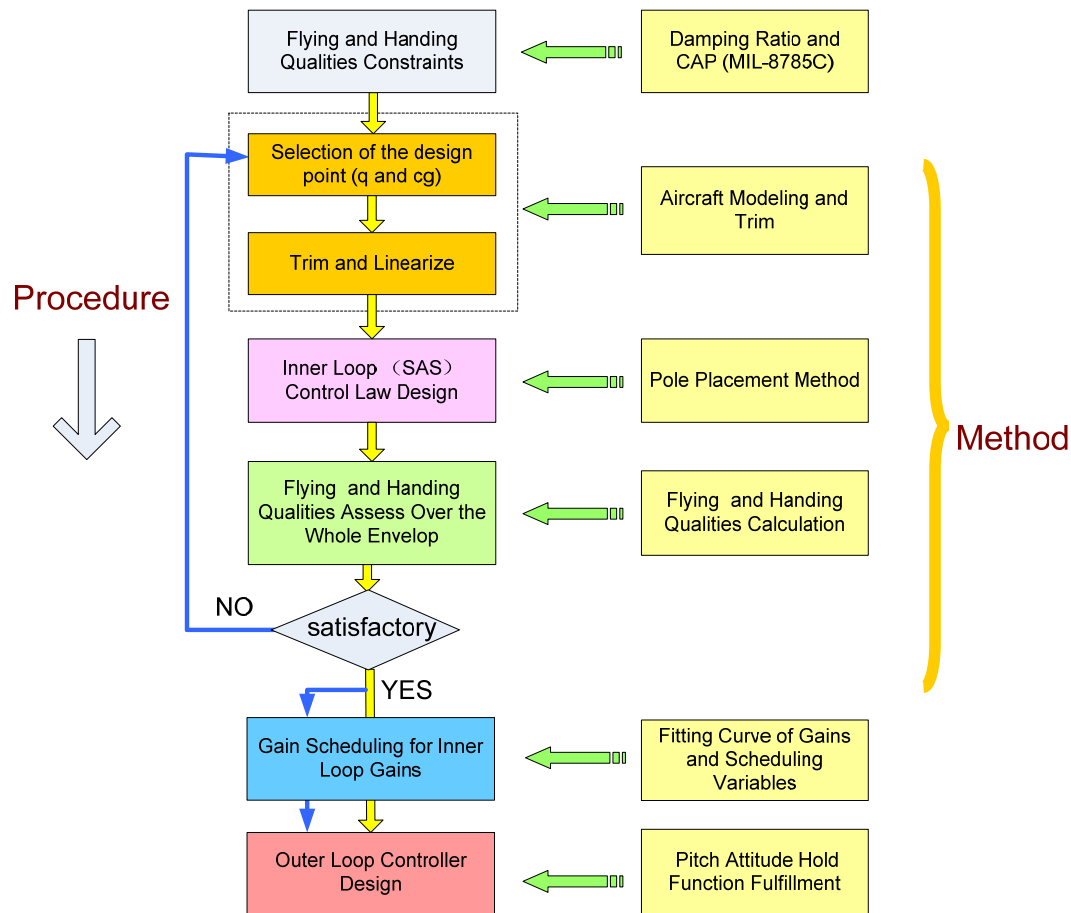 Flying and Handing
Qualities Constraints
Damping Ratio and
CAP (MIL-8785C)
Selection of the design
point (q and cg)
Aircraft Modeling and
Trim
Trim and Linearize
Procedure
Inner Loop （SAS）
Control Law Design
Pole Placement Method
Method
Flying and Handing
Qualities Assess Over the
Whole Envelop
Flying and Handing
Qualities Calculation
NO
satisfactory
YES
Gain Scheduling for Inner
Loop Gains
Fitting Curve of Gains
and Scheduling
Variables
Outer Loop Controller
Design
Pitch Attitude Hold
Function Fulfillment